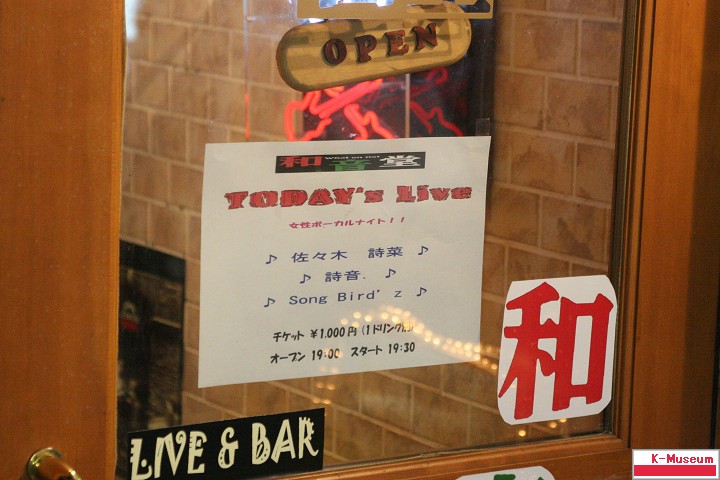 OPEN
和音堂
TODAY's Live
女性ボーカルナイト!!
♪ 佐々木 詩菜 ♪
♪ 詩音. ♪
♪ Song Bird'z ♪
チケット ¥1,000円 (1ドリンク
オープン 19:00 スタート 19:30
和
LIVE & BAR
K-Museum